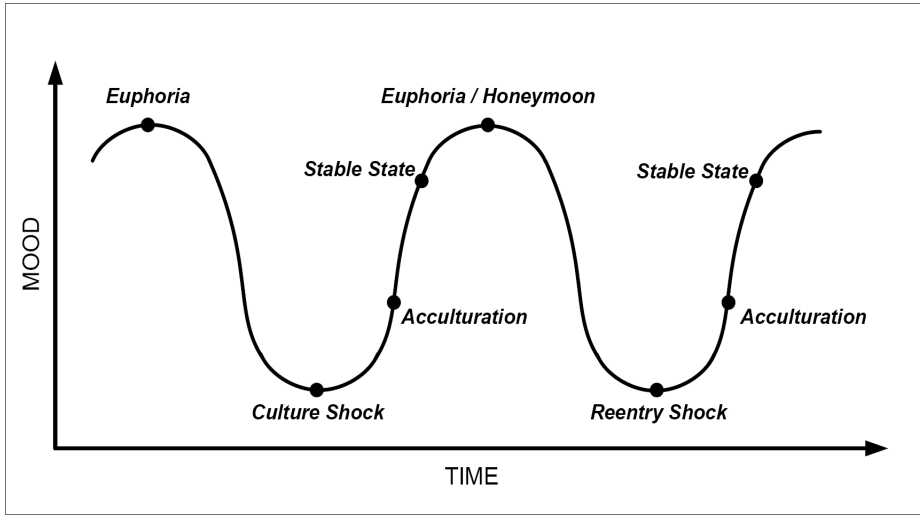 Euphoria
Euphoria / Honeymoon
Stable State
Stable State
MOOD
Acculturation
Acculturation
Culture Shock
Reentry Shock
TIME